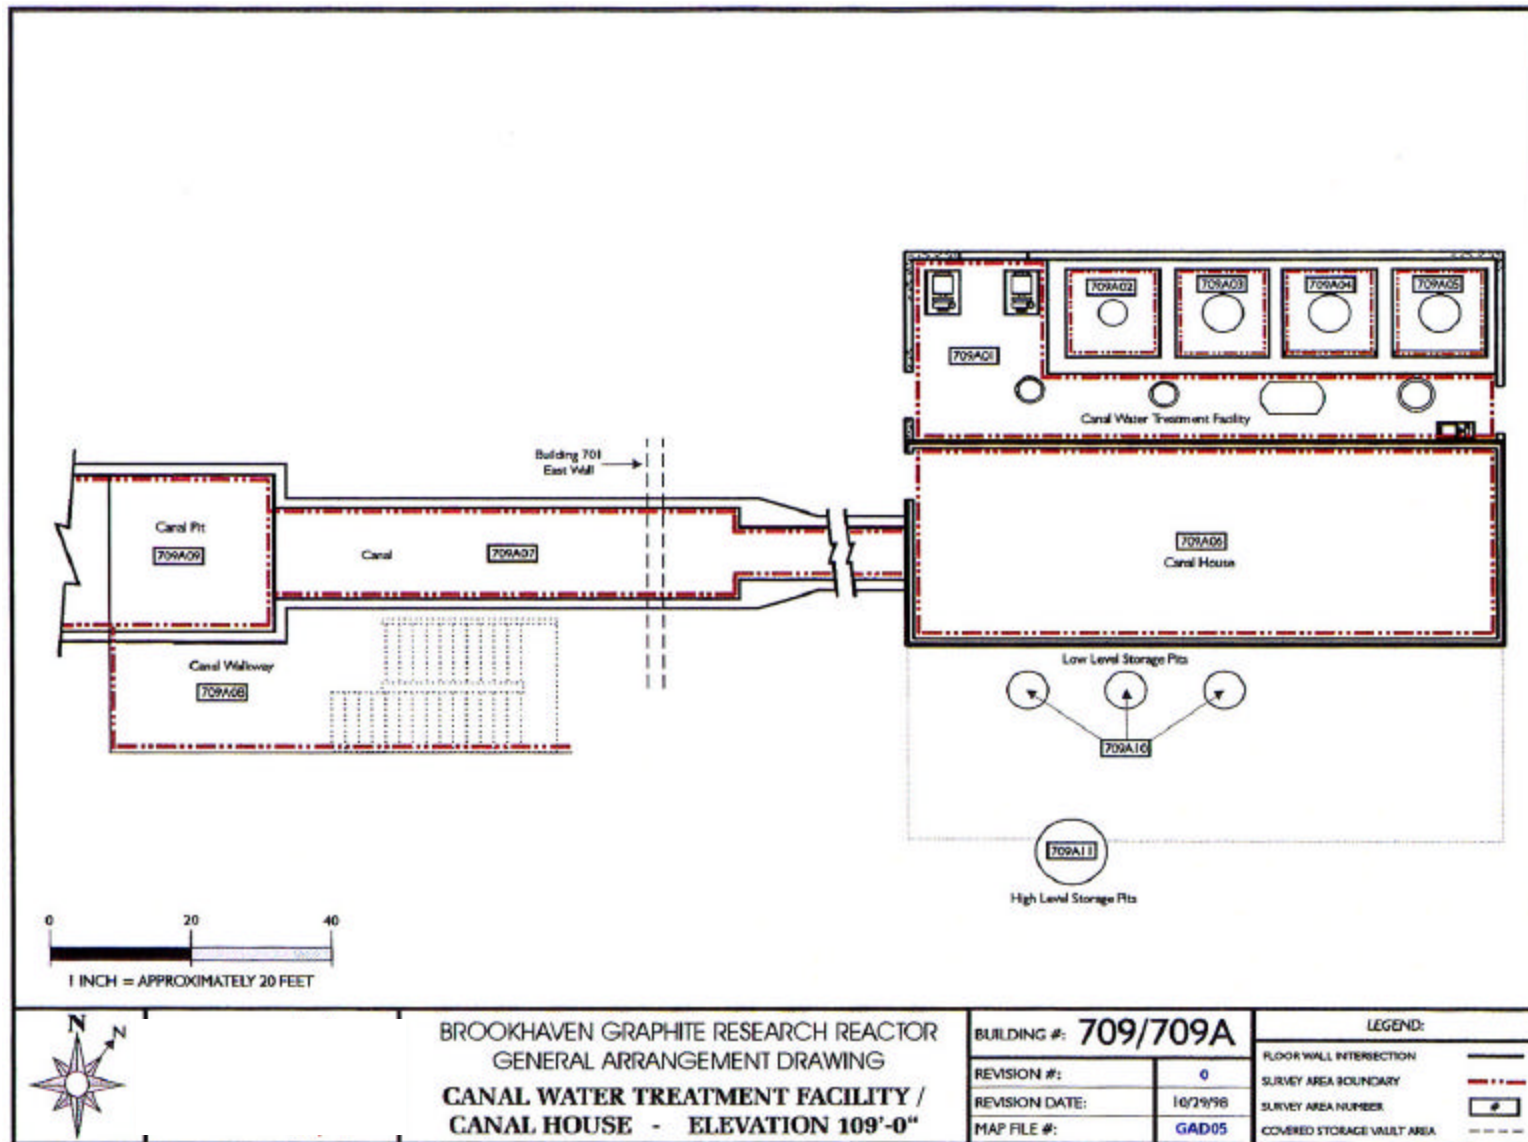 709A02
709A03
709A04
709A05
709A01
Canal Water Treatment Facility
Building 701
East Wall
Canal Pit
709A09
Canal
709A07
709A06
Canal House
Canal Walkway
709A08
Low Level Storage Pits
709A10
709A11
High Level Storage Pits
0 20 40
1 INCH = APPROXIMATELY 20 FEET
N
N
BROOKHAVEN GRAPHITE RESEARCH REACTOR
GENERAL ARRANGEMENT DRAWING
CANAL WATER TREATMENT FACILITY /
CANAL HOUSE - ELEVATION 109'-0"
BUILDING #: 709/709A
REVISION #: 0
REVISION DATE: 10/29/98
MAP FILE #: GAD05
LEGEND:
FLOOR WALL INTERSECTION
SURVEY AREA BOUNDARY
SURVEY AREA NUMBER #
COVERED STORAGE VAULT AREA